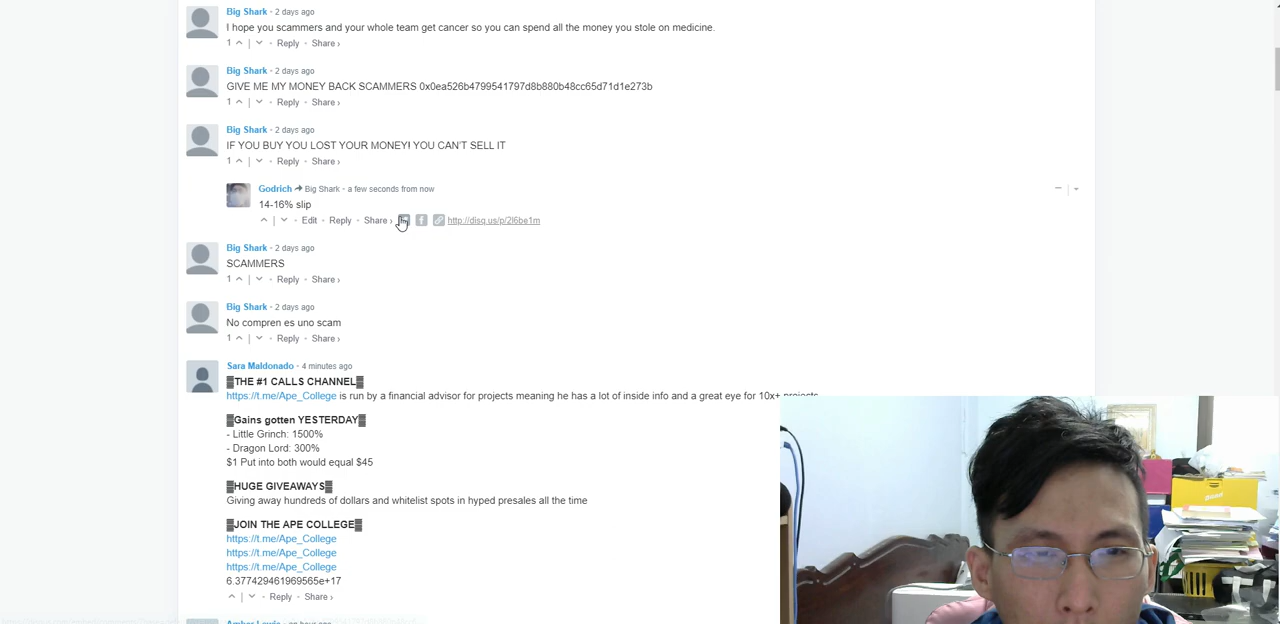 Big Shark • 2 days ago
I hope you scammers and your whole team get cancer so you can spend all the money you stole on medicine.
1 | • Reply • Share ›
Big Shark • 2 days ago
GIVE ME MY MONEY BACK SCAMMERS 0x0ea526b4799541797d8b880b48cc65d71d1e273b
1 | • Reply • Share ›
Big Shark • 2 days ago
IF YOU BUY YOU LOST YOUR MONEY! YOU CAN'T SELL IT
1 | • Reply • Share ›
Godrich Big Shark • a few seconds from now
14-16% slip
| • Edit • Reply • Share › http://disq.us/p/2l6be1m
Big Shark • 2 days ago
SCAMMERS
1 | • Reply • Share ›
Big Shark • 2 days ago
No compren es uno scam
1 | • Reply • Share ›
Sara Maldonado • 4 minutes ago
▓THE #1 CALLS CHANNEL▓
https://t.me/Ape_College is run by a financial advisor for projects meaning he has a lot of inside info and a great eye for 10x+ projects
▓Gains gotten YESTERDAY▓
- Little Grinch: 1500%
- Dragon Lord: 300%
$1 Put into both would equal $45
▓HUGE GIVEAWAYS▓
Giving away hundreds of dollars and whitelist spots in hyped presales all the time
▓JOIN THE APE COLLEGE▓
https://t.me/Ape_College
https://t.me/Ape_College
https://t.me/Ape_College
6.377429461969565e+17
| • Reply • Share ›